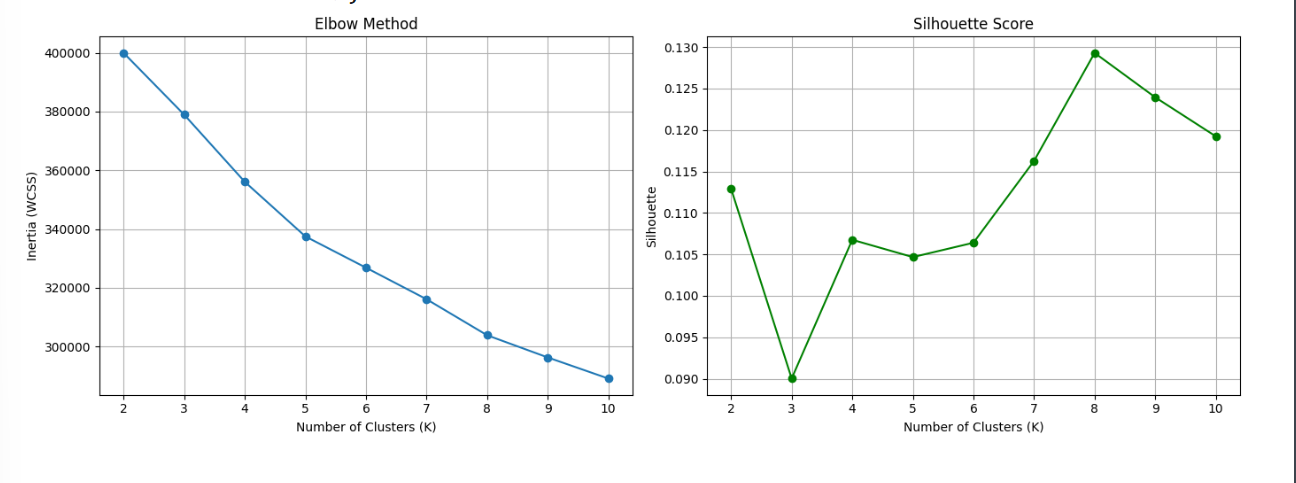 Elbow Method
Silhouette Score
400000
380000
360000
340000
320000
300000
Inertia (WCSS)
2 3 4 5 6 7 8 9 10
Number of Clusters (K)
0.130
0.125
0.120
0.115
0.110
0.105
0.100
0.095
0.090
Silhouette
2 3 4 5 6 7 8 9 10
Number of Clusters (K)